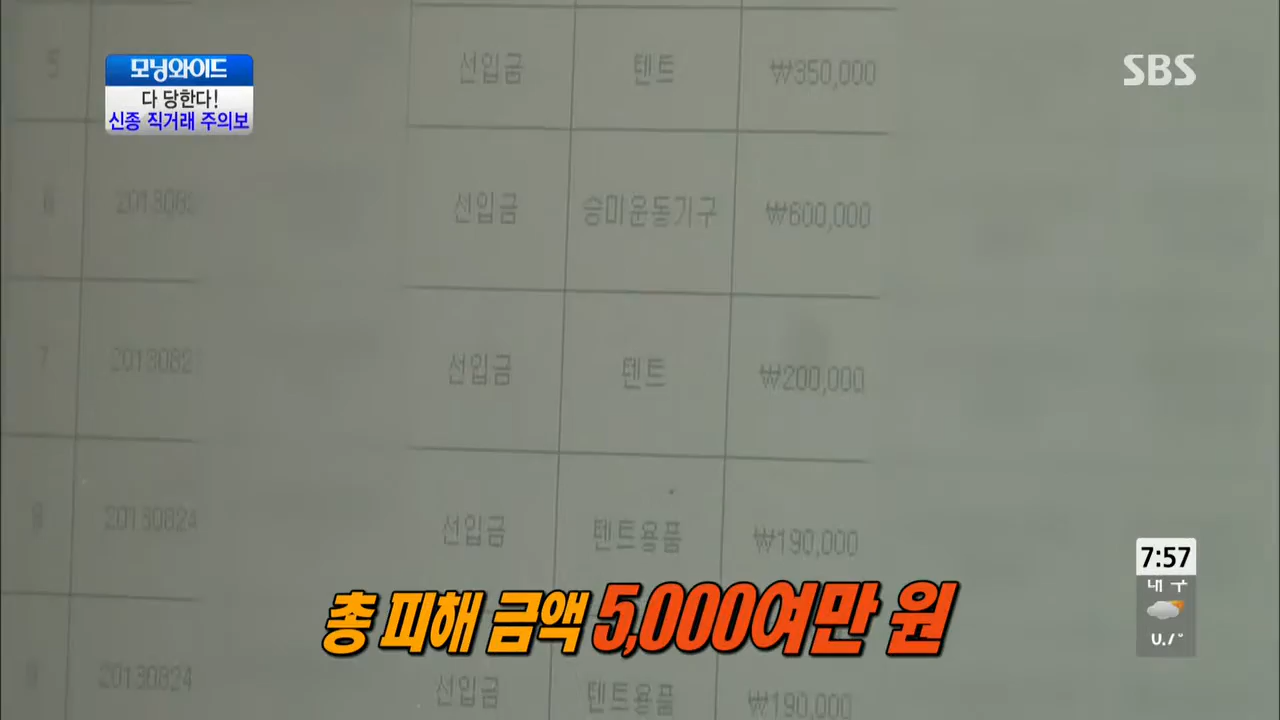 모닝와이드
다 당한다!
신종 직거래 주의보
SBS
5 선입금 텐트 ₩350,000
6 선입금 승마운동기구 ₩600,000
7 2013082 선입금 텐트 ₩200,000
20130824 선입금 텐트용품 ₩190,000
20130824 선입금 텐트용품 ₩190,000
총 피해 금액 5,000여만 원
7:57